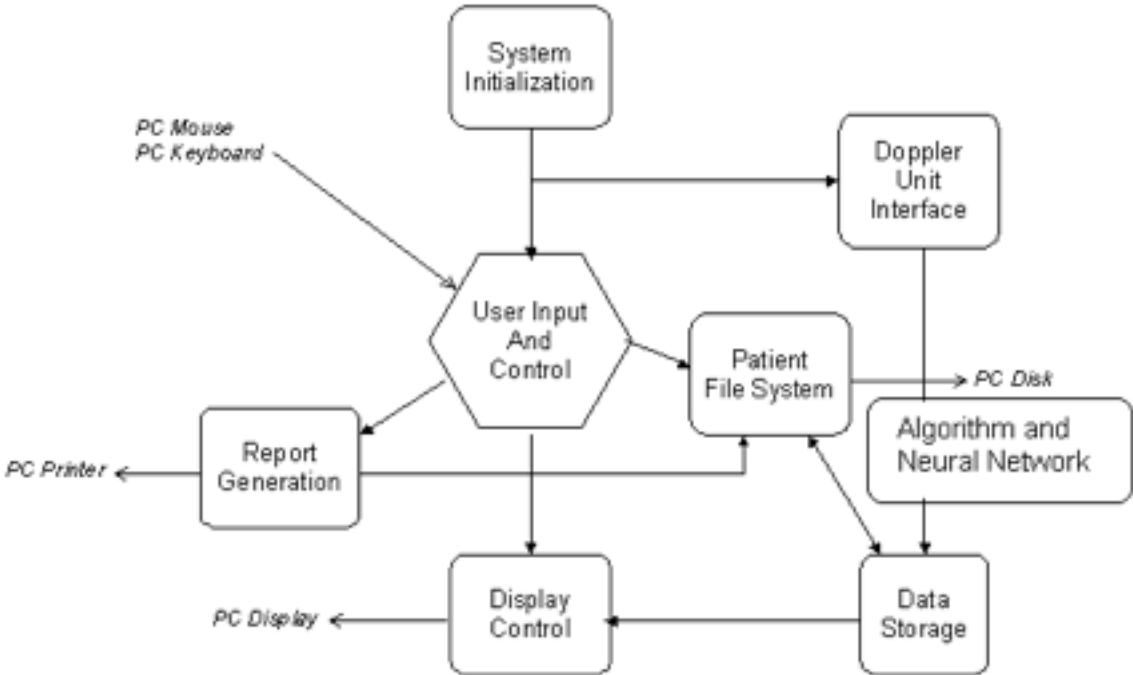 System
Initialization
PC Mouse
PC Keyboard
Doppler
Unit
Interface
User Input
And
Control
Patient
File System
PC Disk
Algorithm and
Neural Network
Report
Generation
PC Printer
Display
Control
PC Display
Data
Storage